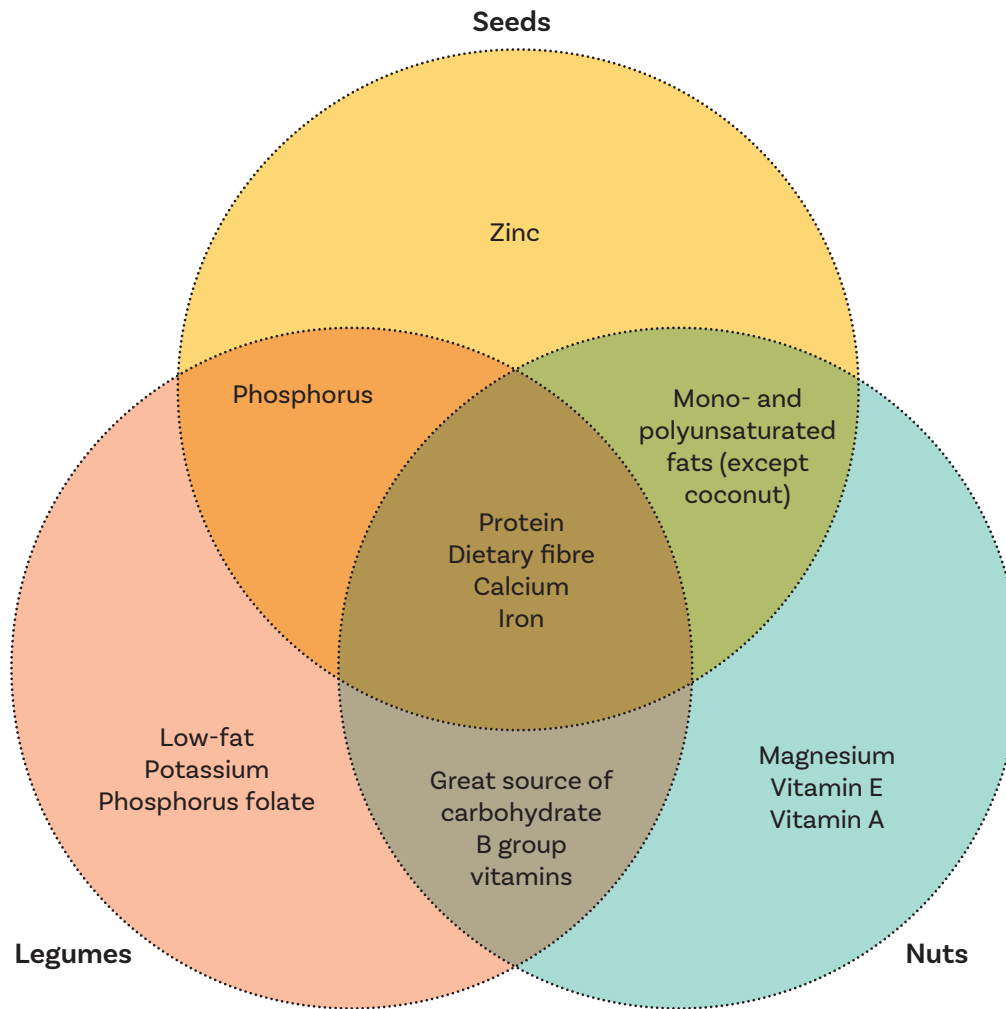 Seeds
Zinc
Phosphorus
Mono- and
polyunsaturated
fats (except
coconut)
Protein
Dietary fibre
Calcium
Iron
Low-fat
Potassium
Phosphorus folate
Great source of
carbohydrate
B group
vitamins
Magnesium
Vitamin E
Vitamin A
Legumes
Nuts